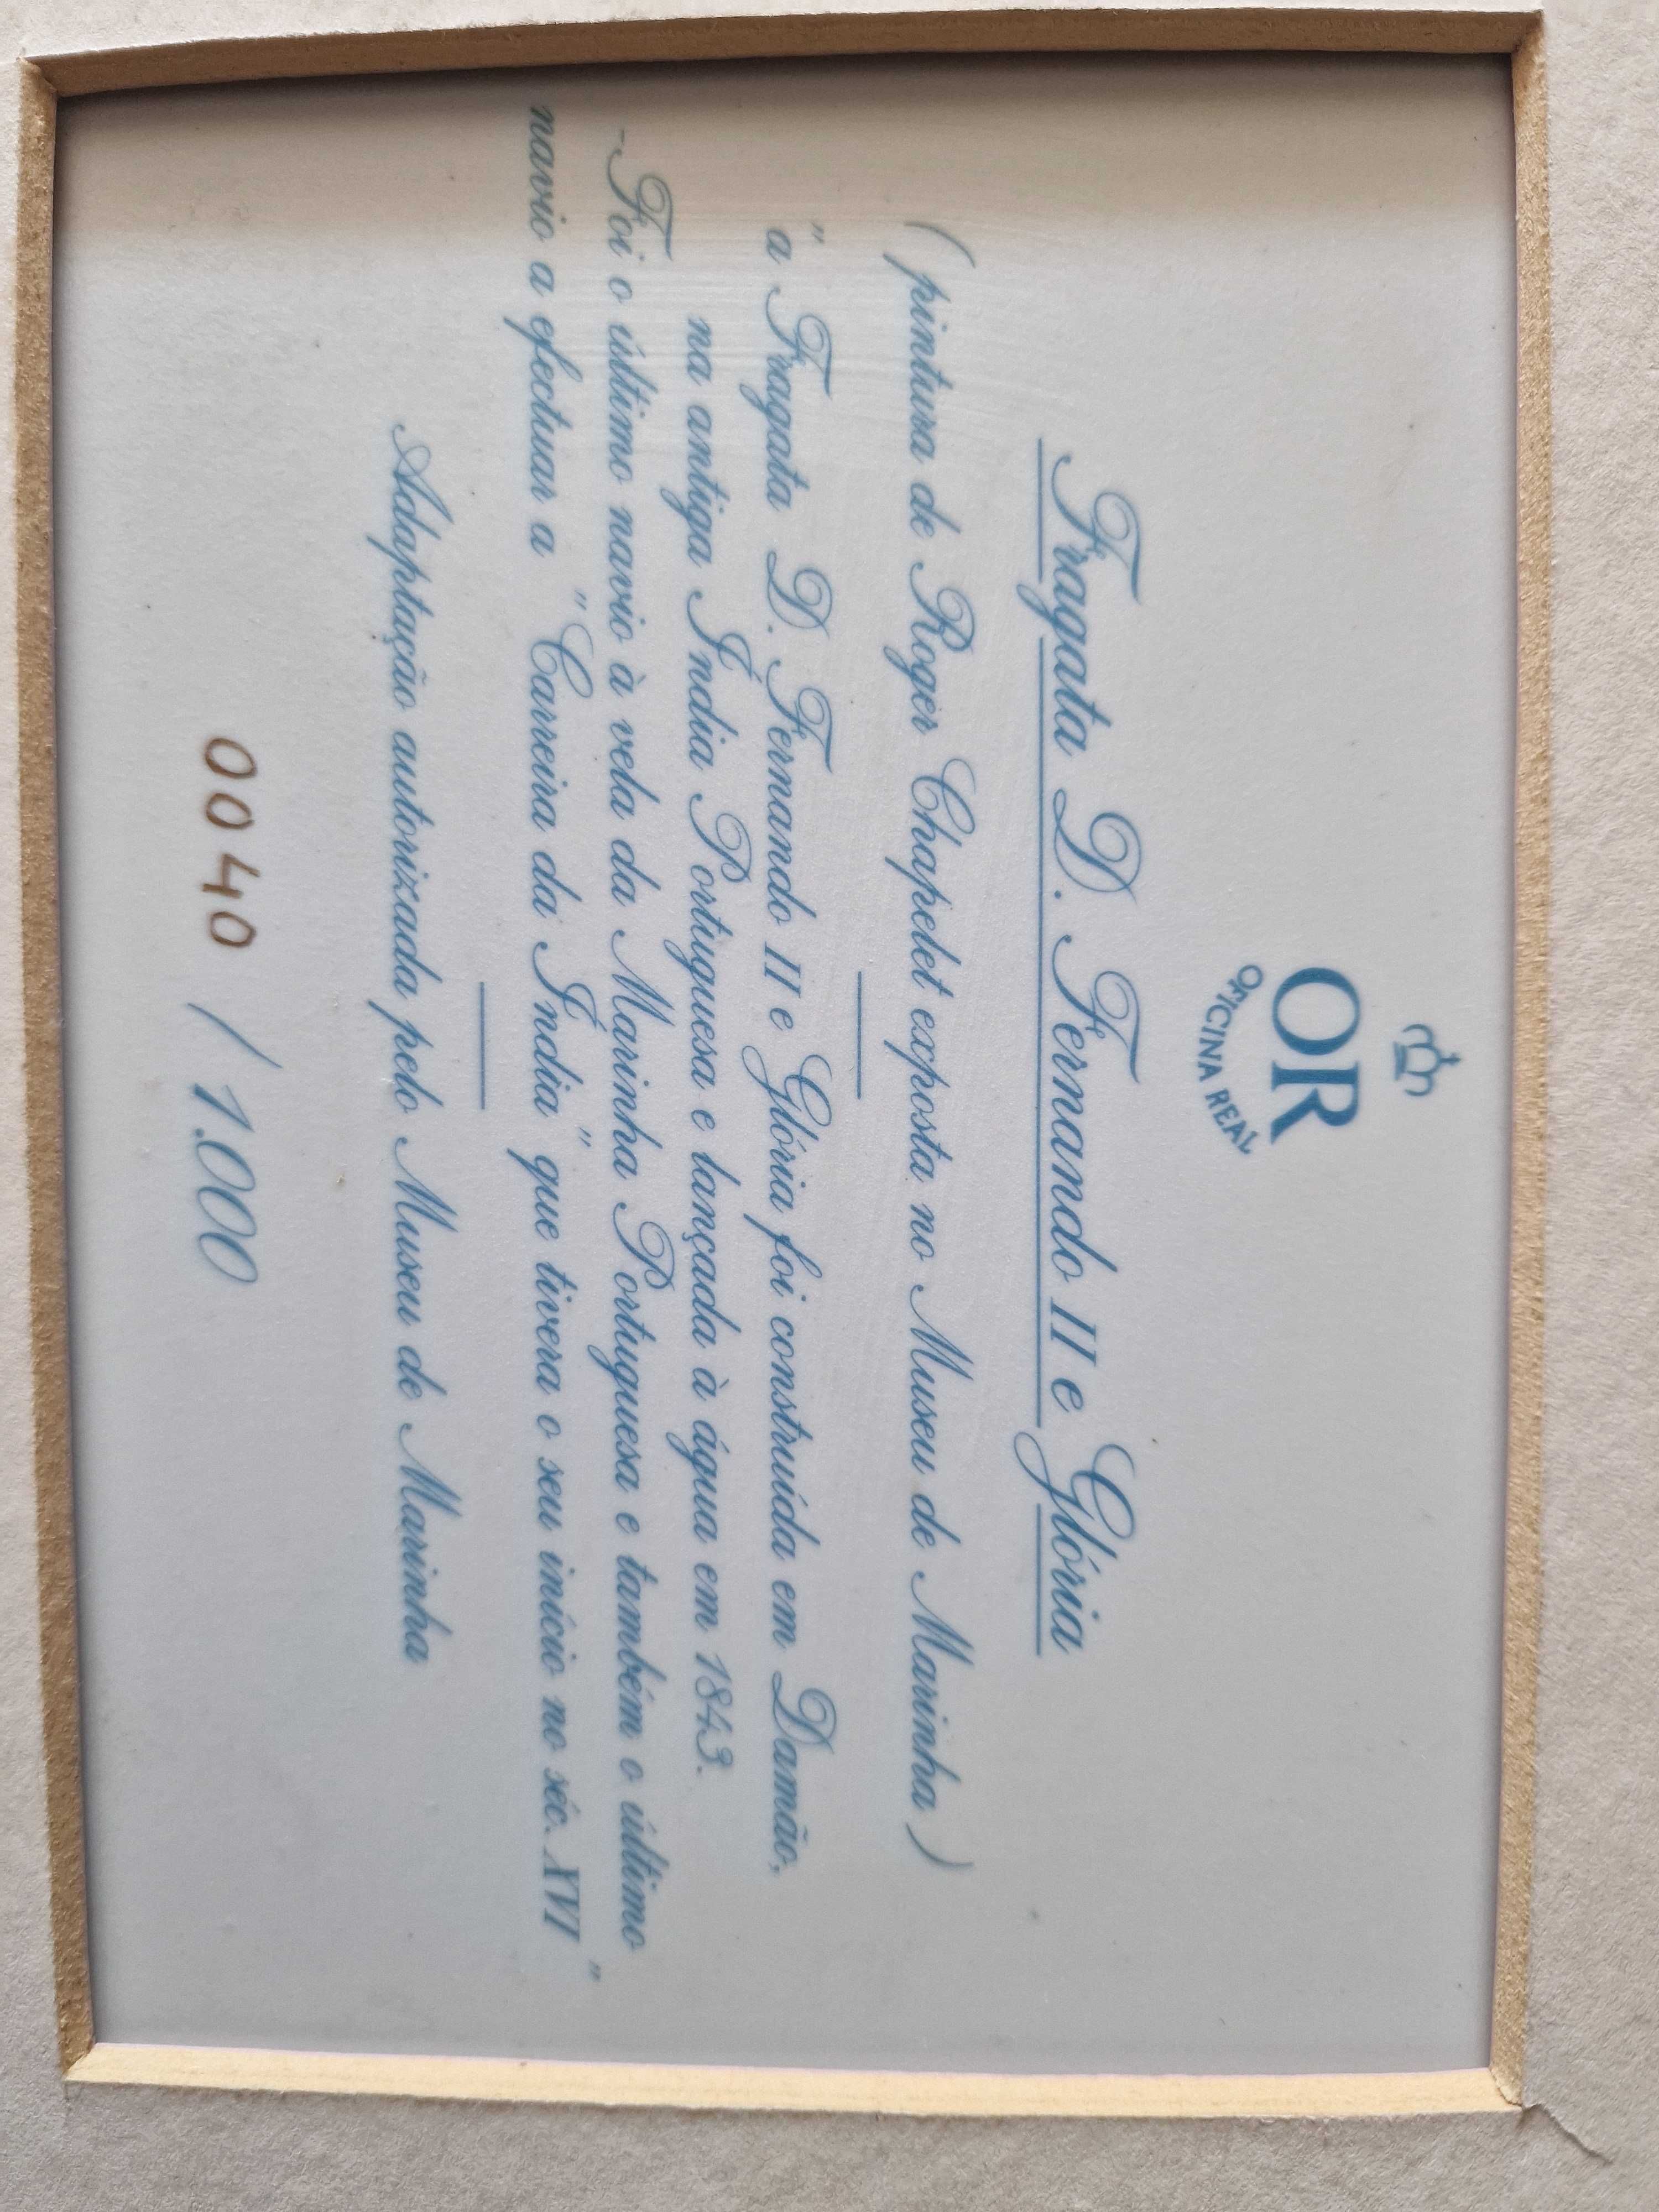 OR
OFICINA REAL
Fragata D. Fernando II e Glória
( pintura de Roger Chapelet exposta no Museu de Marinha )
" a Fragata D. Fernando II e Glória foi construída em Damão,
na antiga Índia Portuguesa e lançada à água em 1843.
-Foi o último navio à vela da Marinha Portuguesa e também o último
navio a efectuar a "Carreira da Índia" que tivera o seu início no séc. XVI "
Adaptação autorizada pelo Museu de Marinha
0040 / 1.000